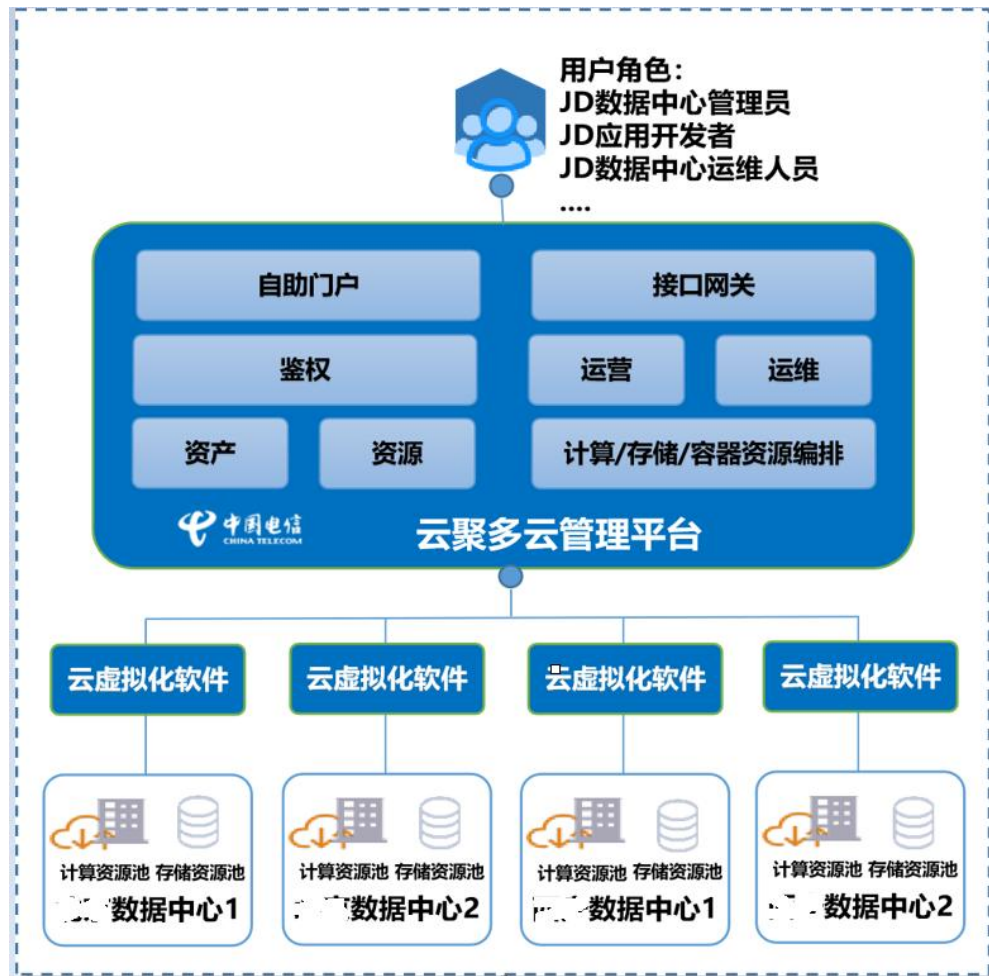 用户角色：
JD数据中心管理员
JD应用开发者
JD数据中心运维人员
....
自助门户
接口网关
鉴权
运营
运维
资产
资源
计算/存储/容器资源编排
中国电信
CHINA TELECOM
云聚多云管理平台
云虚拟化软件
云虚拟化软件
云虚拟化软件
云虚拟化软件
计算资源池 存储资源池
数据中心1
计算资源池 存储资源池
数据中心2
计算资源池 存储资源池
数据中心1
计算资源池 存储资源池
数据中心2